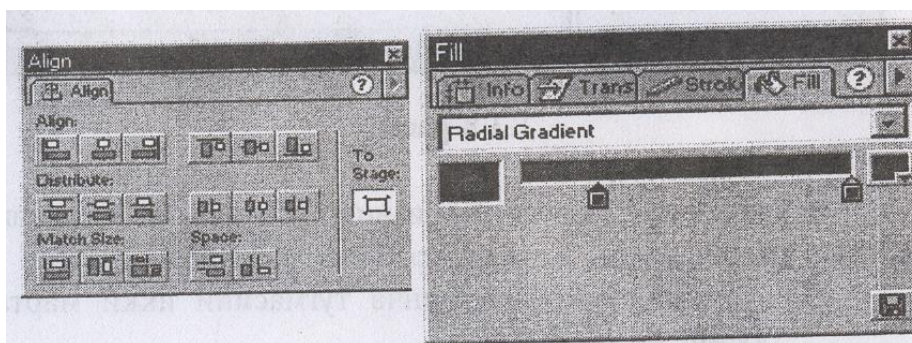 Align
Align
Align:
Distribute:
Match Size:
Space:
To
Stage:
Fill
Info
Trans
Strok
Fill
Radial Gradient